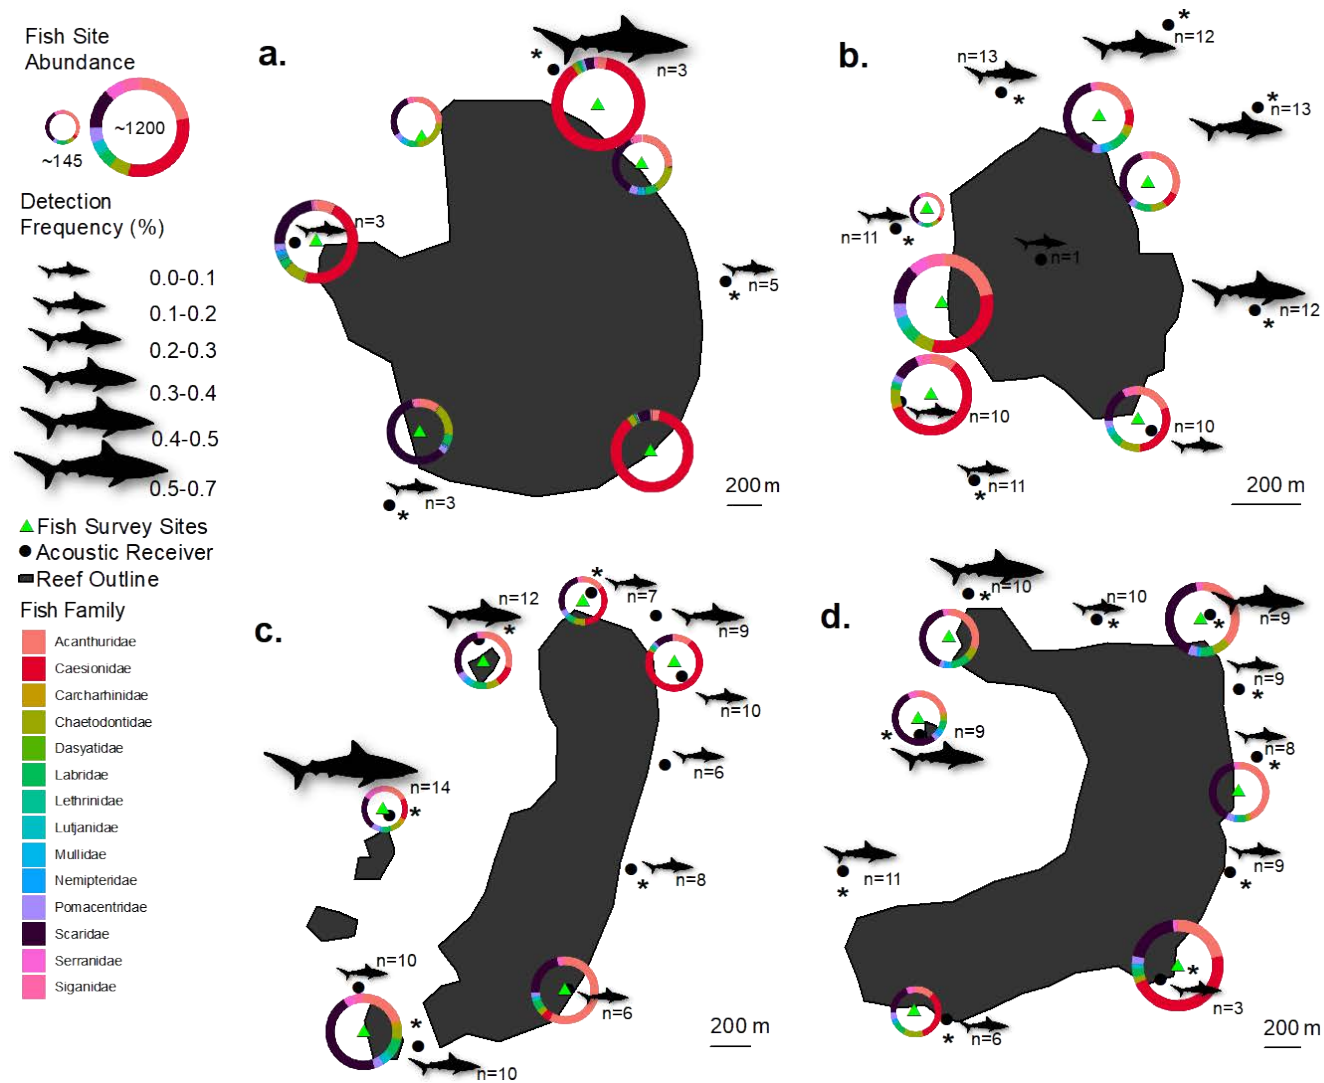 Fish Site
Abundance
~1200
~145
Detection
Frequency (%)
0.0-0.1
0.1-0.2
0.2-0.3
0.3-0.4
0.4-0.5
0.5-0.7
Fish Survey Sites
Acoustic Receiver
Reef Outline
Fish Family
Acanthuridae
Caesionidae
Carcharhinidae
Chaetodontidae
Dasyatidae
Labridae
Lethrinidae
Lutjanidae
Mullidae
Nemipteridae
Pomacentridae
Scaridae
Serranidae
Siganidae
a.
*
n=3
n=3
n=5
*
n=3
*
200 m
b.
*
n=12
n=13
*
*
n=13
n=11
*
n=1
n=12
*
n=10
n=10
n=11
*
200 m
c.
*
n=7
n=12
*
n=9
n=10
n=6
n=14
*
n=8
*
n=10
n=6
*
n=10
200 m
d.
n=10
*
n=10
*
*
n=9
n=9
*
n=9
*
n=8
*
n=11
*
n=9
*
*
n=3
n=6
*
200 m